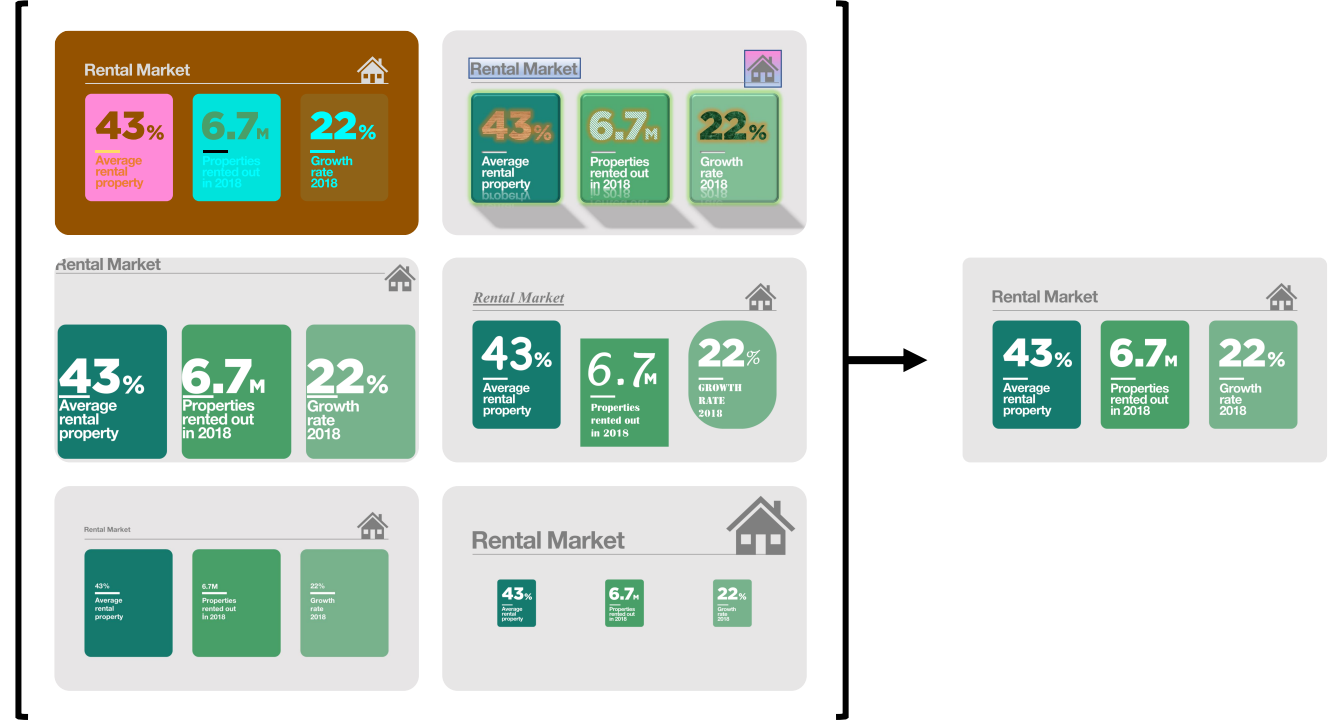 Rental Market
43%
Average
rental
property
6.7M
Properties
rented out
in 2018
22%
Growth
rate
2018
Rental Market
43%
Average
rental
property
6.7M
Properties
rented out
in 2018
22%
Growth
rate
2018
Rental Market
43%
Average
rental
property
6.7M
Properties
rented out
in 2018
22%
Growth
rate
2018
Rental Market
43%
Average
rental
property
6.7M
Properties
rented out
in 2018
22%
GROWTH
RATE
2018
Rental Market
43%
Average
rental
property
6.7M
Properties
rented out
in 2018
22%
Growth
rate
2018
Rental Market
43%
Average
rental
property
6.7M
Properties
rented out
in 2018
22%
Growth
rate
2018
Rental Market
43%
Average
rental
property
6.7M
Properties
rented out
in 2018
22%
Growth
rate
2018